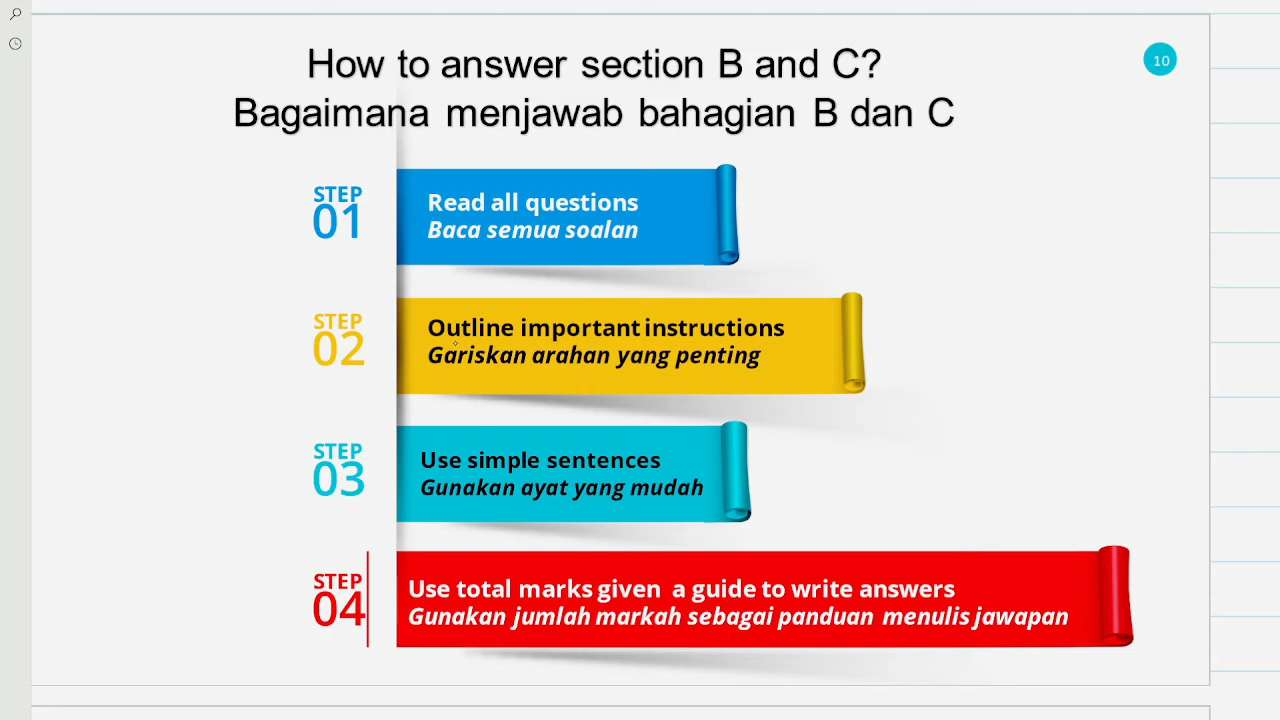 How to answer section B and C?
Bagaimana menjawab bahagian B dan C
10
STEP
01
Read all questions
Baca semua soalan
STEP
02
Outline important instructions
Gariskan arahan yang penting
STEP
03
Use simple sentences
Gunakan ayat yang mudah
STEP
04
Use total marks given a guide to write answers
Gunakan jumlah markah sebagai panduan menulis jawapan